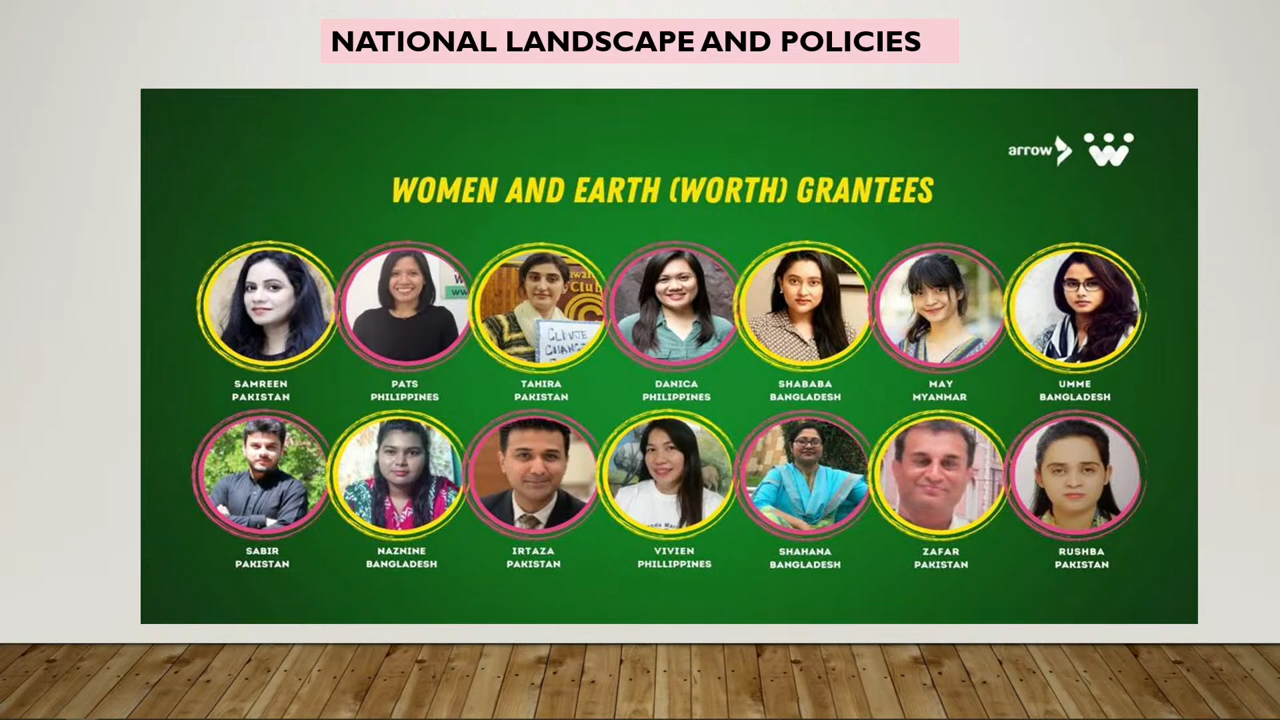 NATIONAL LANDSCAPE AND POLICIES
arrow
WOMEN AND EARTH (WORTH) GRANTEES
CLIMATE
CHANGE
SAMREEN
PAKISTAN
PATS
PHILIPPINES
TAHIRA
PAKISTAN
DANICA
PHILIPPINES
SHABABA
BANGLADESH
MAY
MYANMAR
UMME
BANGLADESH
SABIR
PAKISTAN
NAZNINE
BANGLADESH
IRTAZA
PAKISTAN
VIVIEN
PHILLIPPINES
SHAHANA
BANGLADESH
ZAFAR
PAKISTAN
RUSHBA
PAKISTAN